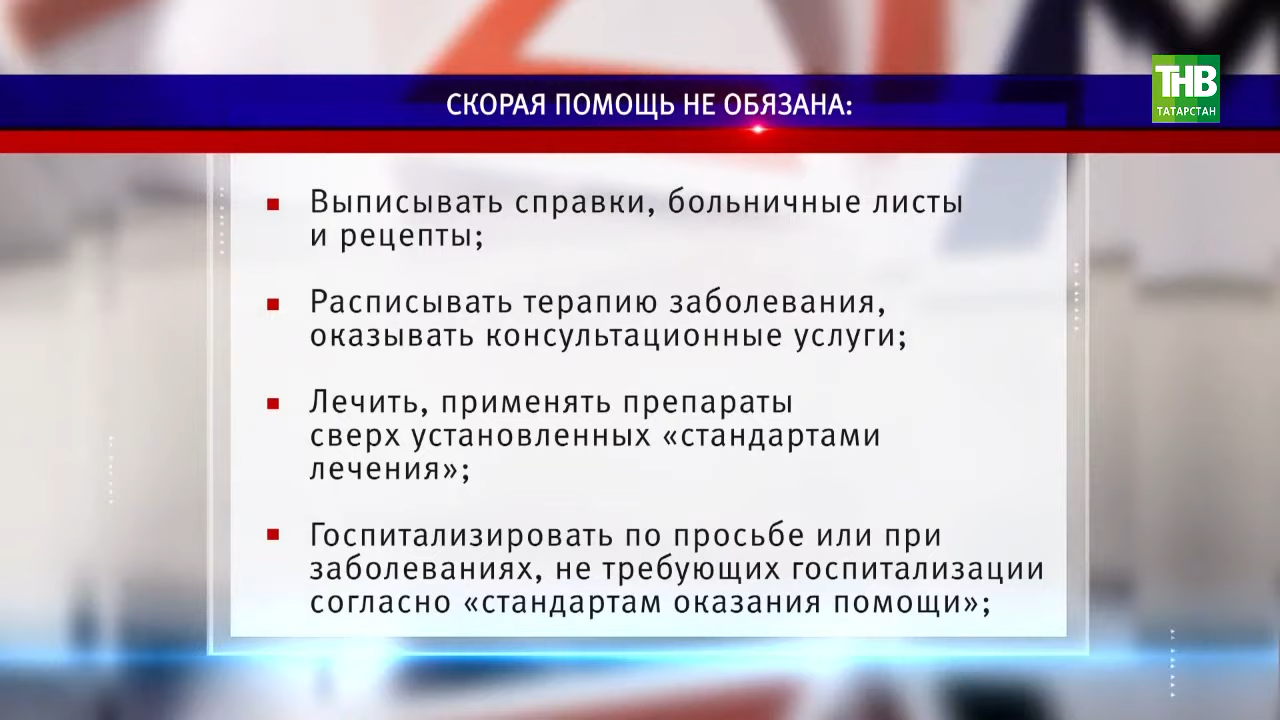 СКОРАЯ ПОМОЩЬ НЕ ОБЯЗАНА:
ТНВ
ТАТАРСТАН
Выписывать справки, больничные листы
и рецепты;
Расписывать терапию заболевания,
оказывать консультационные услуги;
Лечить, применять препараты
сверх установленных «стандартами
лечения»;
Госпитализировать по просьбе или при
заболеваниях, не требующих госпитализации
согласно «стандартам оказания помощи»;